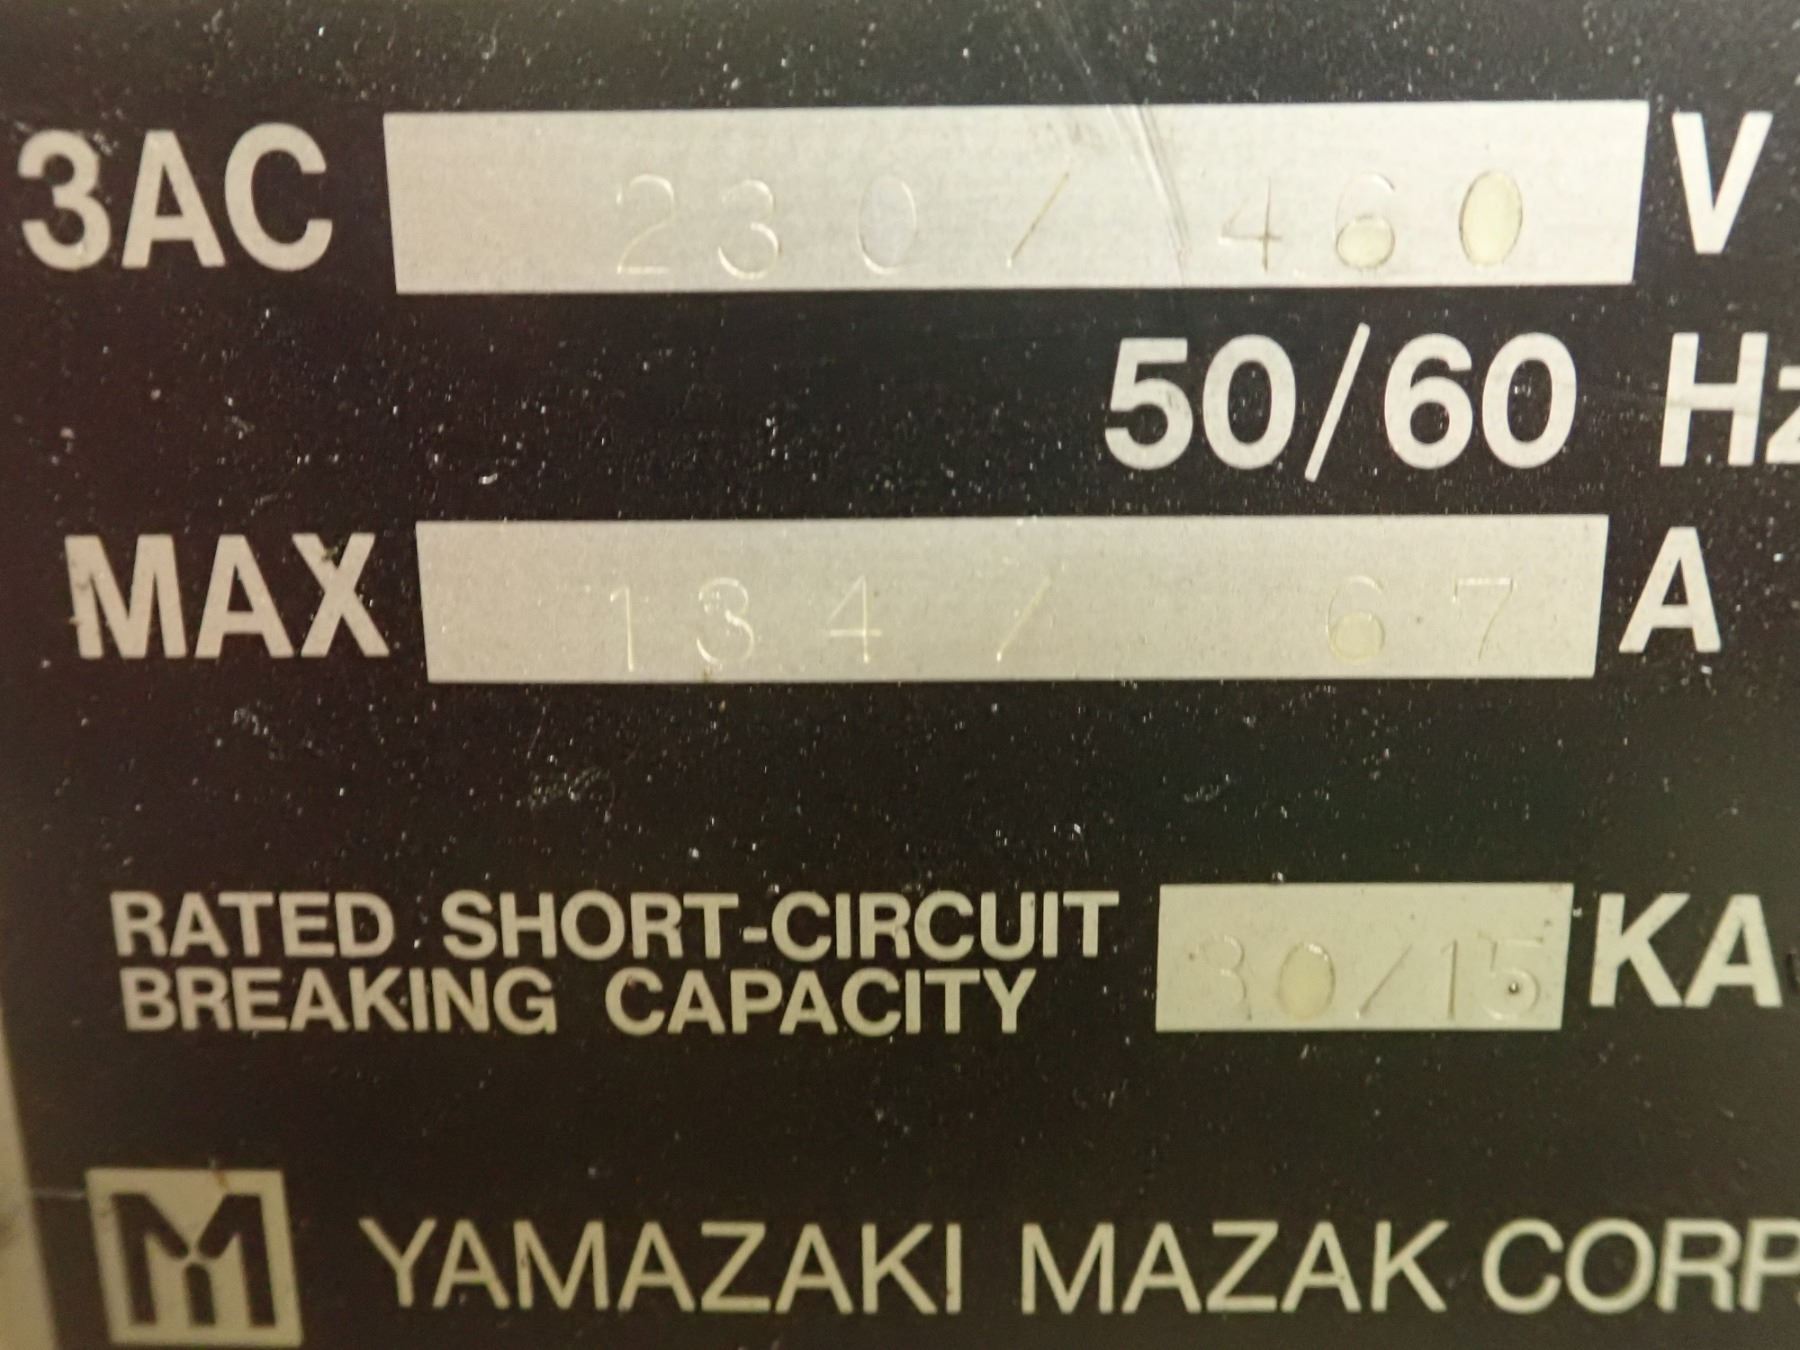 3AC 230/ 460 V
50/60 Hz
MAX 134/ 67 A
RATED SHORT-CIRCUIT
BREAKING CAPACITY 30/15 KA
YAMAZAKI MAZAK CORP.